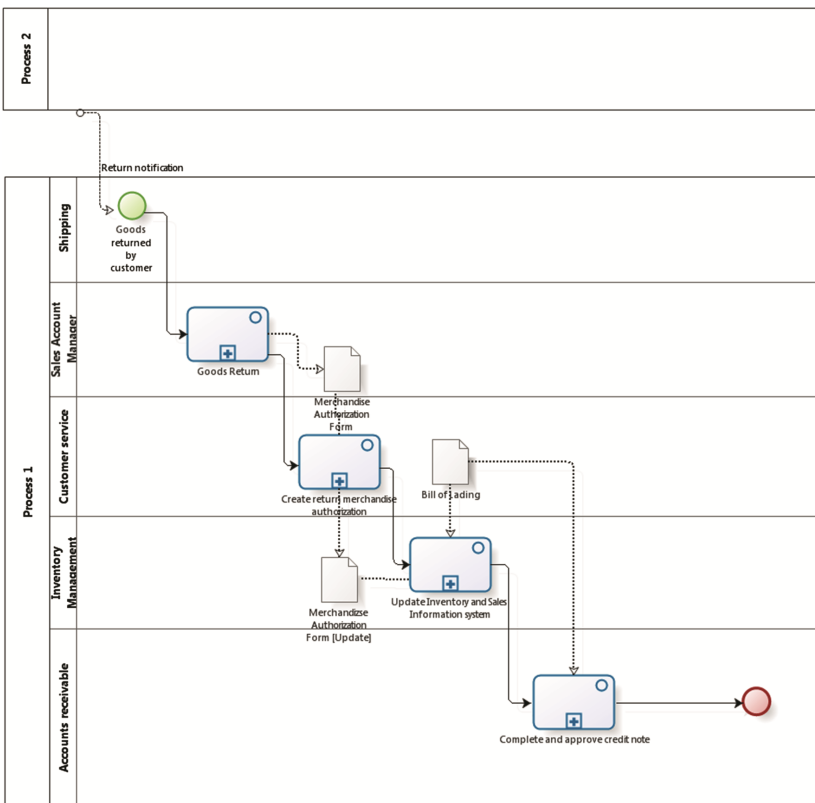 Process 2
Return notification
Process 1
Shipping
Goods
returned
by
customer
Sales Account
Manager
Goods Return
Merchandise
Authorization
Form
Customer service
Create return merchandise
authorization
Bill of Lading
Inventory
Management
Update Inventory and Sales
Information system
Merchandizse
Authorization
Form [Update]
Accounts receivable
Complete and approve credit note